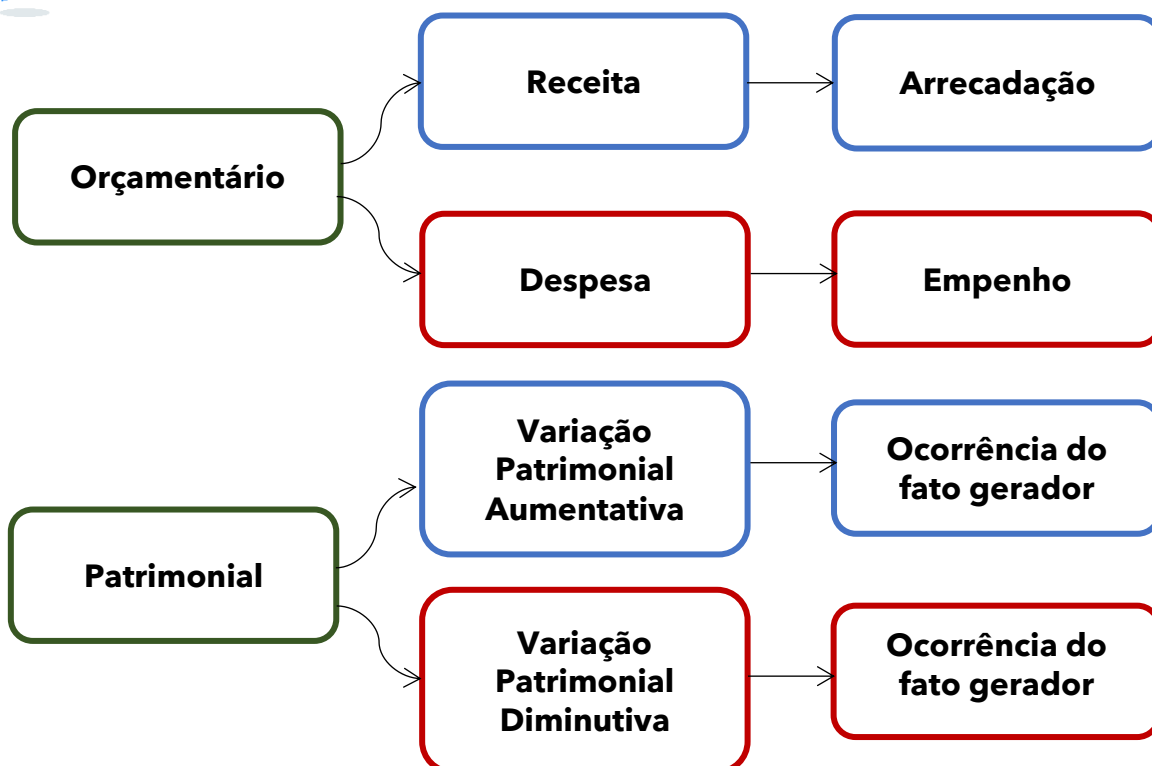 Orçamentário
Receita
Arrecadação
Despesa
Empenho
Patrimonial
Variação
Patrimonial
Aumentativa
Ocorrência do
fato gerador
Variação
Patrimonial
Diminutiva
Ocorrência do
fato gerador